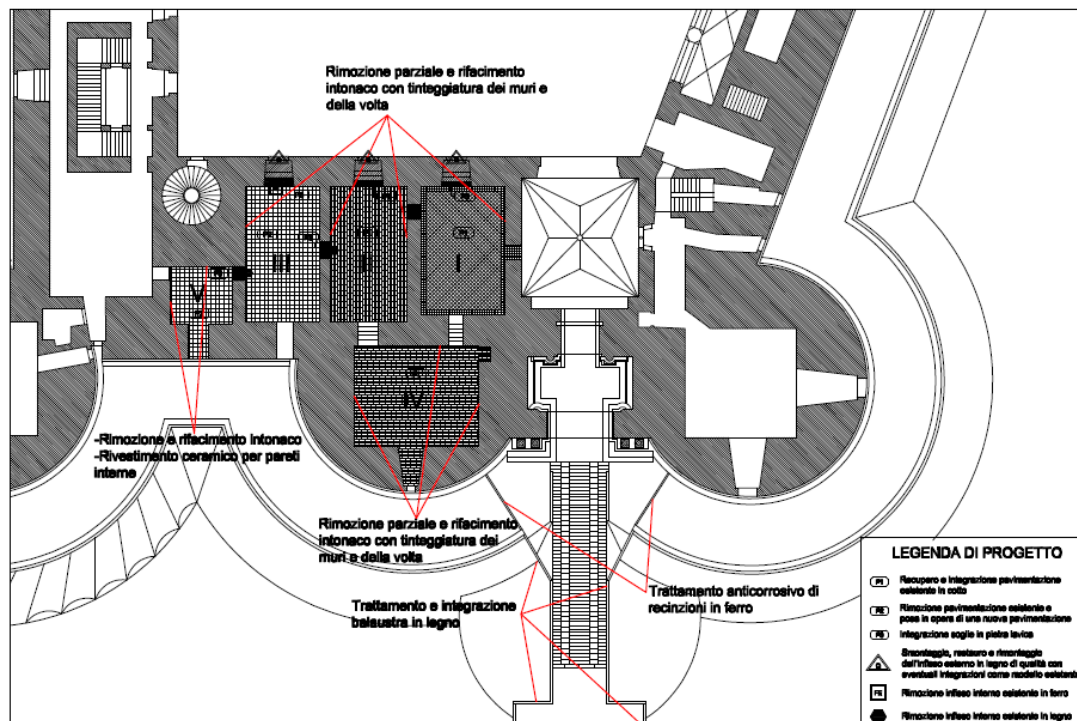 Rimozione parziale e rifacimento
intonaco con tinteggiatura dei muri e
della volta
III
II
I
V
IV
-Rimozione e rifacimento intonaco
-Rivestimento ceramico per pareti
interne
Rimozione parziale e rifacimento
intonaco con tinteggiatura dei
muri e della volta
Trattamento e integrazione
balaustra in legno
Trattamento anticorrosivo di
recinzioni in ferro
LEGENDA DI PROGETTO
P1 Recupero e integrazione pavimentazione
esistente in cotto
Rimozione pavimentazione esistente e
posa in opera di una nuova pavimentazione
Integrazione soglie in pietra lavica
Smontaggio, restauro e rimontaggio
dell'infisso esterno in legno di qualità con
eventuali integrazioni come modello esistente
Rimozione infisso interno esistente in ferro
Rimozione infisso interno esistente in legno